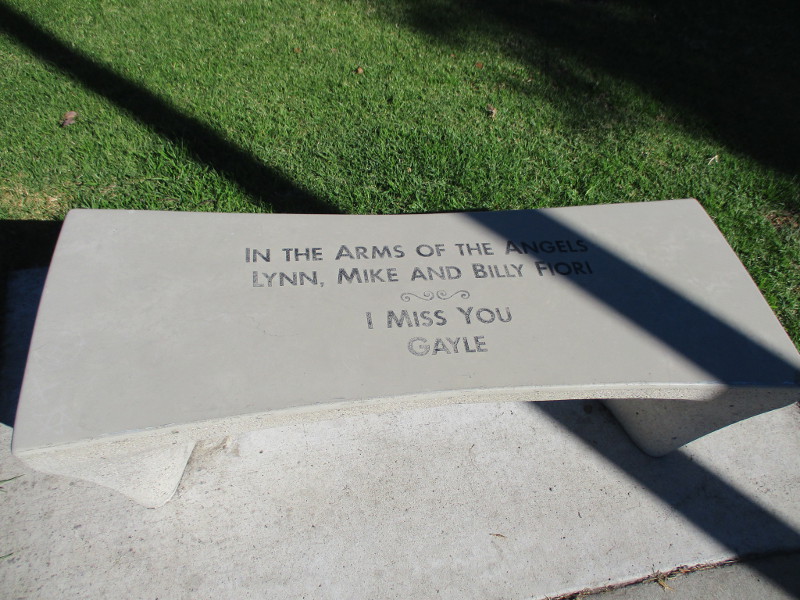 In the Arms of the Angels
Lynn, Mike and Billy Fiori
I Miss You
Gayle